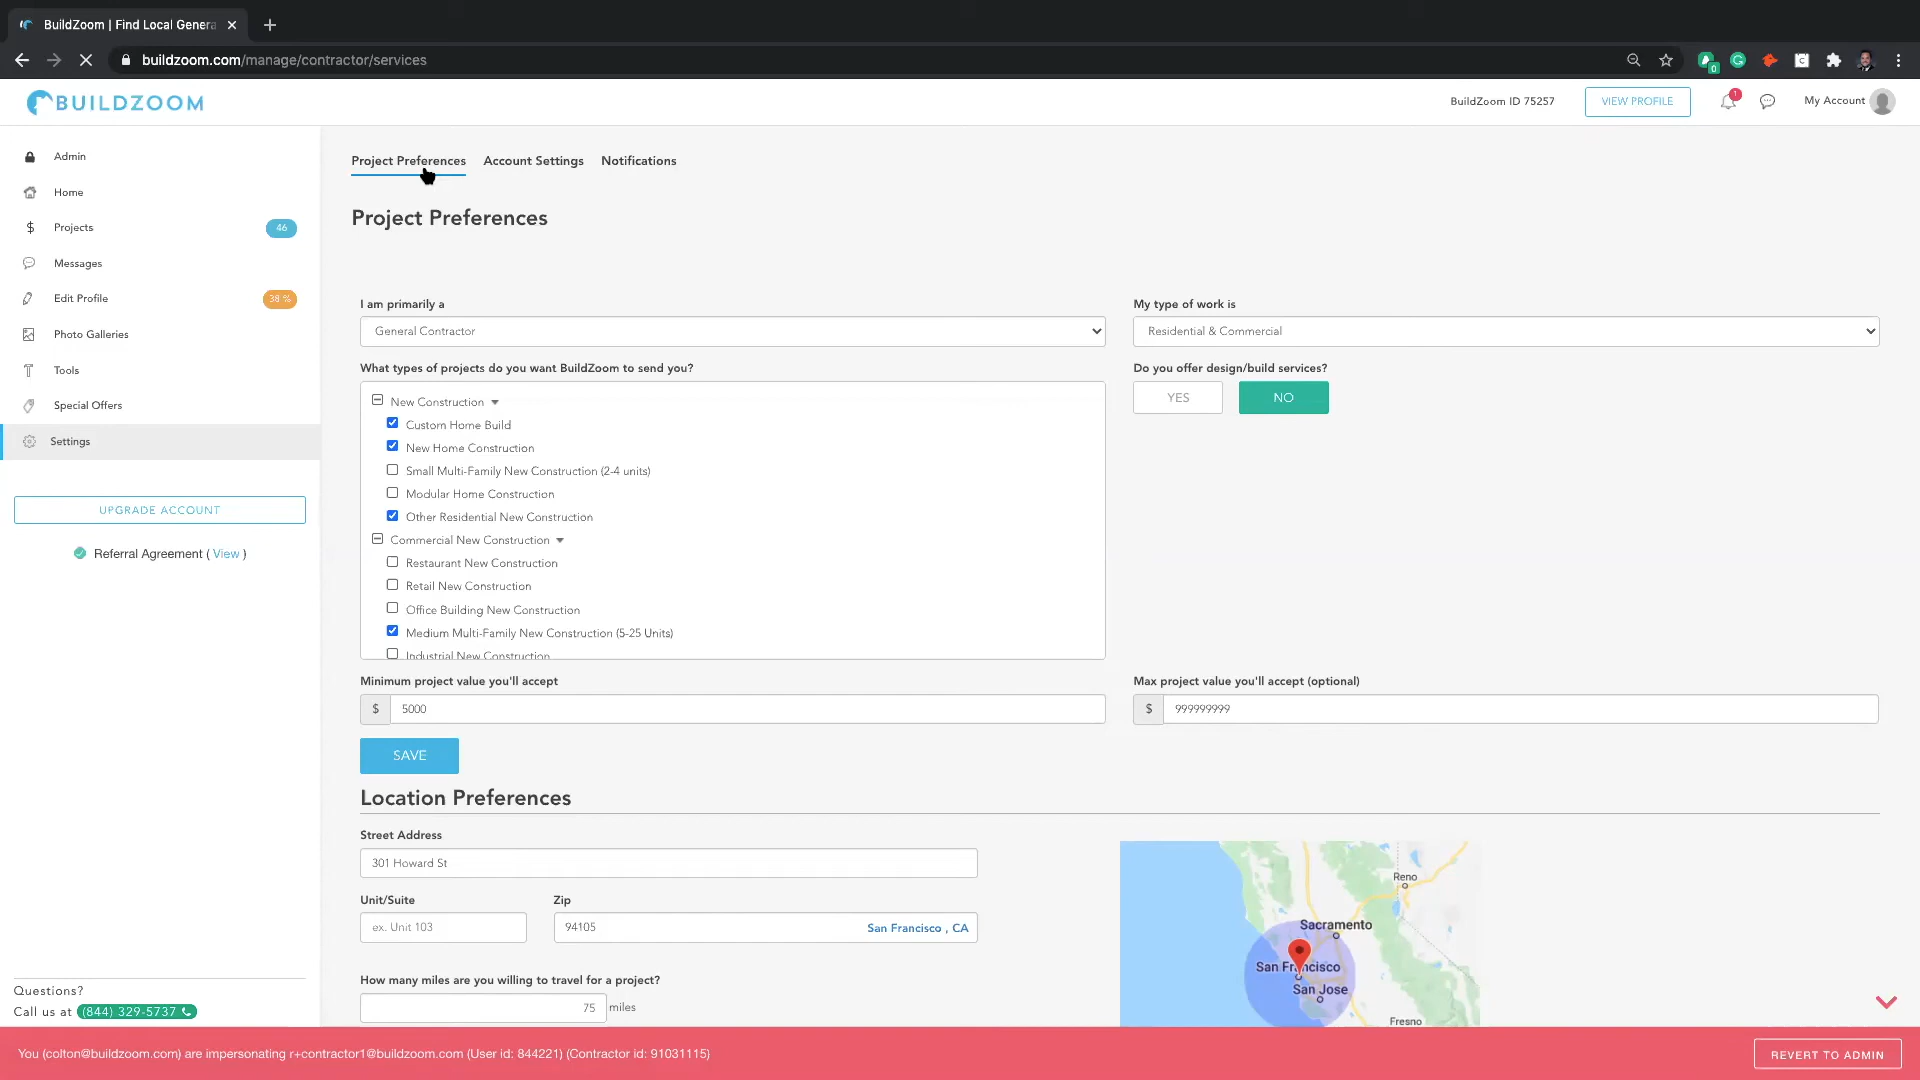 BuildZoom | Find Local Genera
buildzoom.com/manage/contractor/services
0
G
C
BUILDZOOM
BuildZoom ID 75257
VIEW PROFILE
1
My Account
Admin
Home
Projects
46
Messages
Edit Profile
38 %
Photo Galleries
Tools
Special Offers
Settings
UPGRADE ACCOUNT
Referral Agreement ( View )
Questions?
Call us at (844) 329-5737
Project Preferences
Account Settings
Notifications
Project Preferences
I am primarily a
General Contractor
My type of work is
Residential & Commercial
What types of projects do you want BuildZoom to send you?
New Construction
Custom Home Build
New Home Construction
Small Multi-Family New Construction (2-4 units)
Modular Home Construction
Other Residential New Construction
Commercial New Construction
Restaurant New Construction
Retail New Construction
Office Building New Construction
Medium Multi-Family New Construction (5-25 Units)
Industrial New Construction
Do you offer design/build services?
YES
NO
Minimum project value you'll accept
$ 5000
Max project value you'll accept (optional)
$ 999999999
SAVE
Location Preferences
Street Address
301 Howard St
Unit/Suite
ex. Unit 103
Zip
94105
San Francisco , CA
How many miles are you willing to travel for a project?
75 miles
Reno
Sacramento
San Francisco
San Jose
Fresno
You (colton@buildzoom.com) are impersonating r+contractor1@buildzoom.com (User id: 844221) (Contractor id: 91031115)
REVERT TO ADMIN